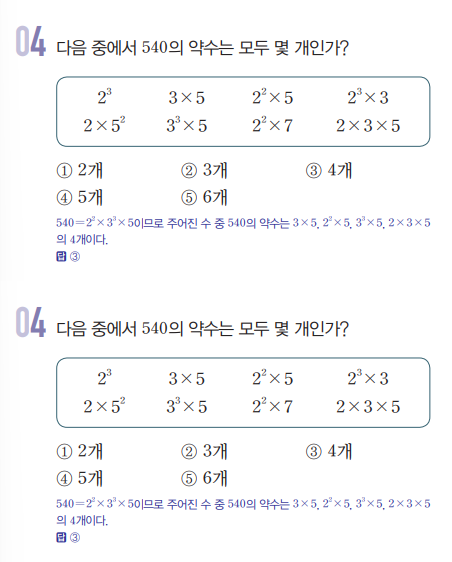 04 다음 중에서 540의 약수는 모두 몇 개인가?
2³ 3×5 2²×5 2³×3
2×5² 3³×5 2²×7 2×3×5
① 2개 ② 3개 ③ 4개
④ 5개 ⑤ 6개
540=2²×3³×5이므로 주어진 수 중 540의 약수는 3×5, 2²×5, 3³×5, 2×3×5
의 4개이다.
답 ③
04 다음 중에서 540의 약수는 모두 몇 개인가?
2³ 3×5 2²×5 2³×3
2×5² 3³×5 2²×7 2×3×5
① 2개 ② 3개 ③ 4개
④ 5개 ⑤ 6개
540=2²×3³×5이므로 주어진 수 중 540의 약수는 3×5, 2²×5, 3³×5, 2×3×5
의 4개이다.
답 ③